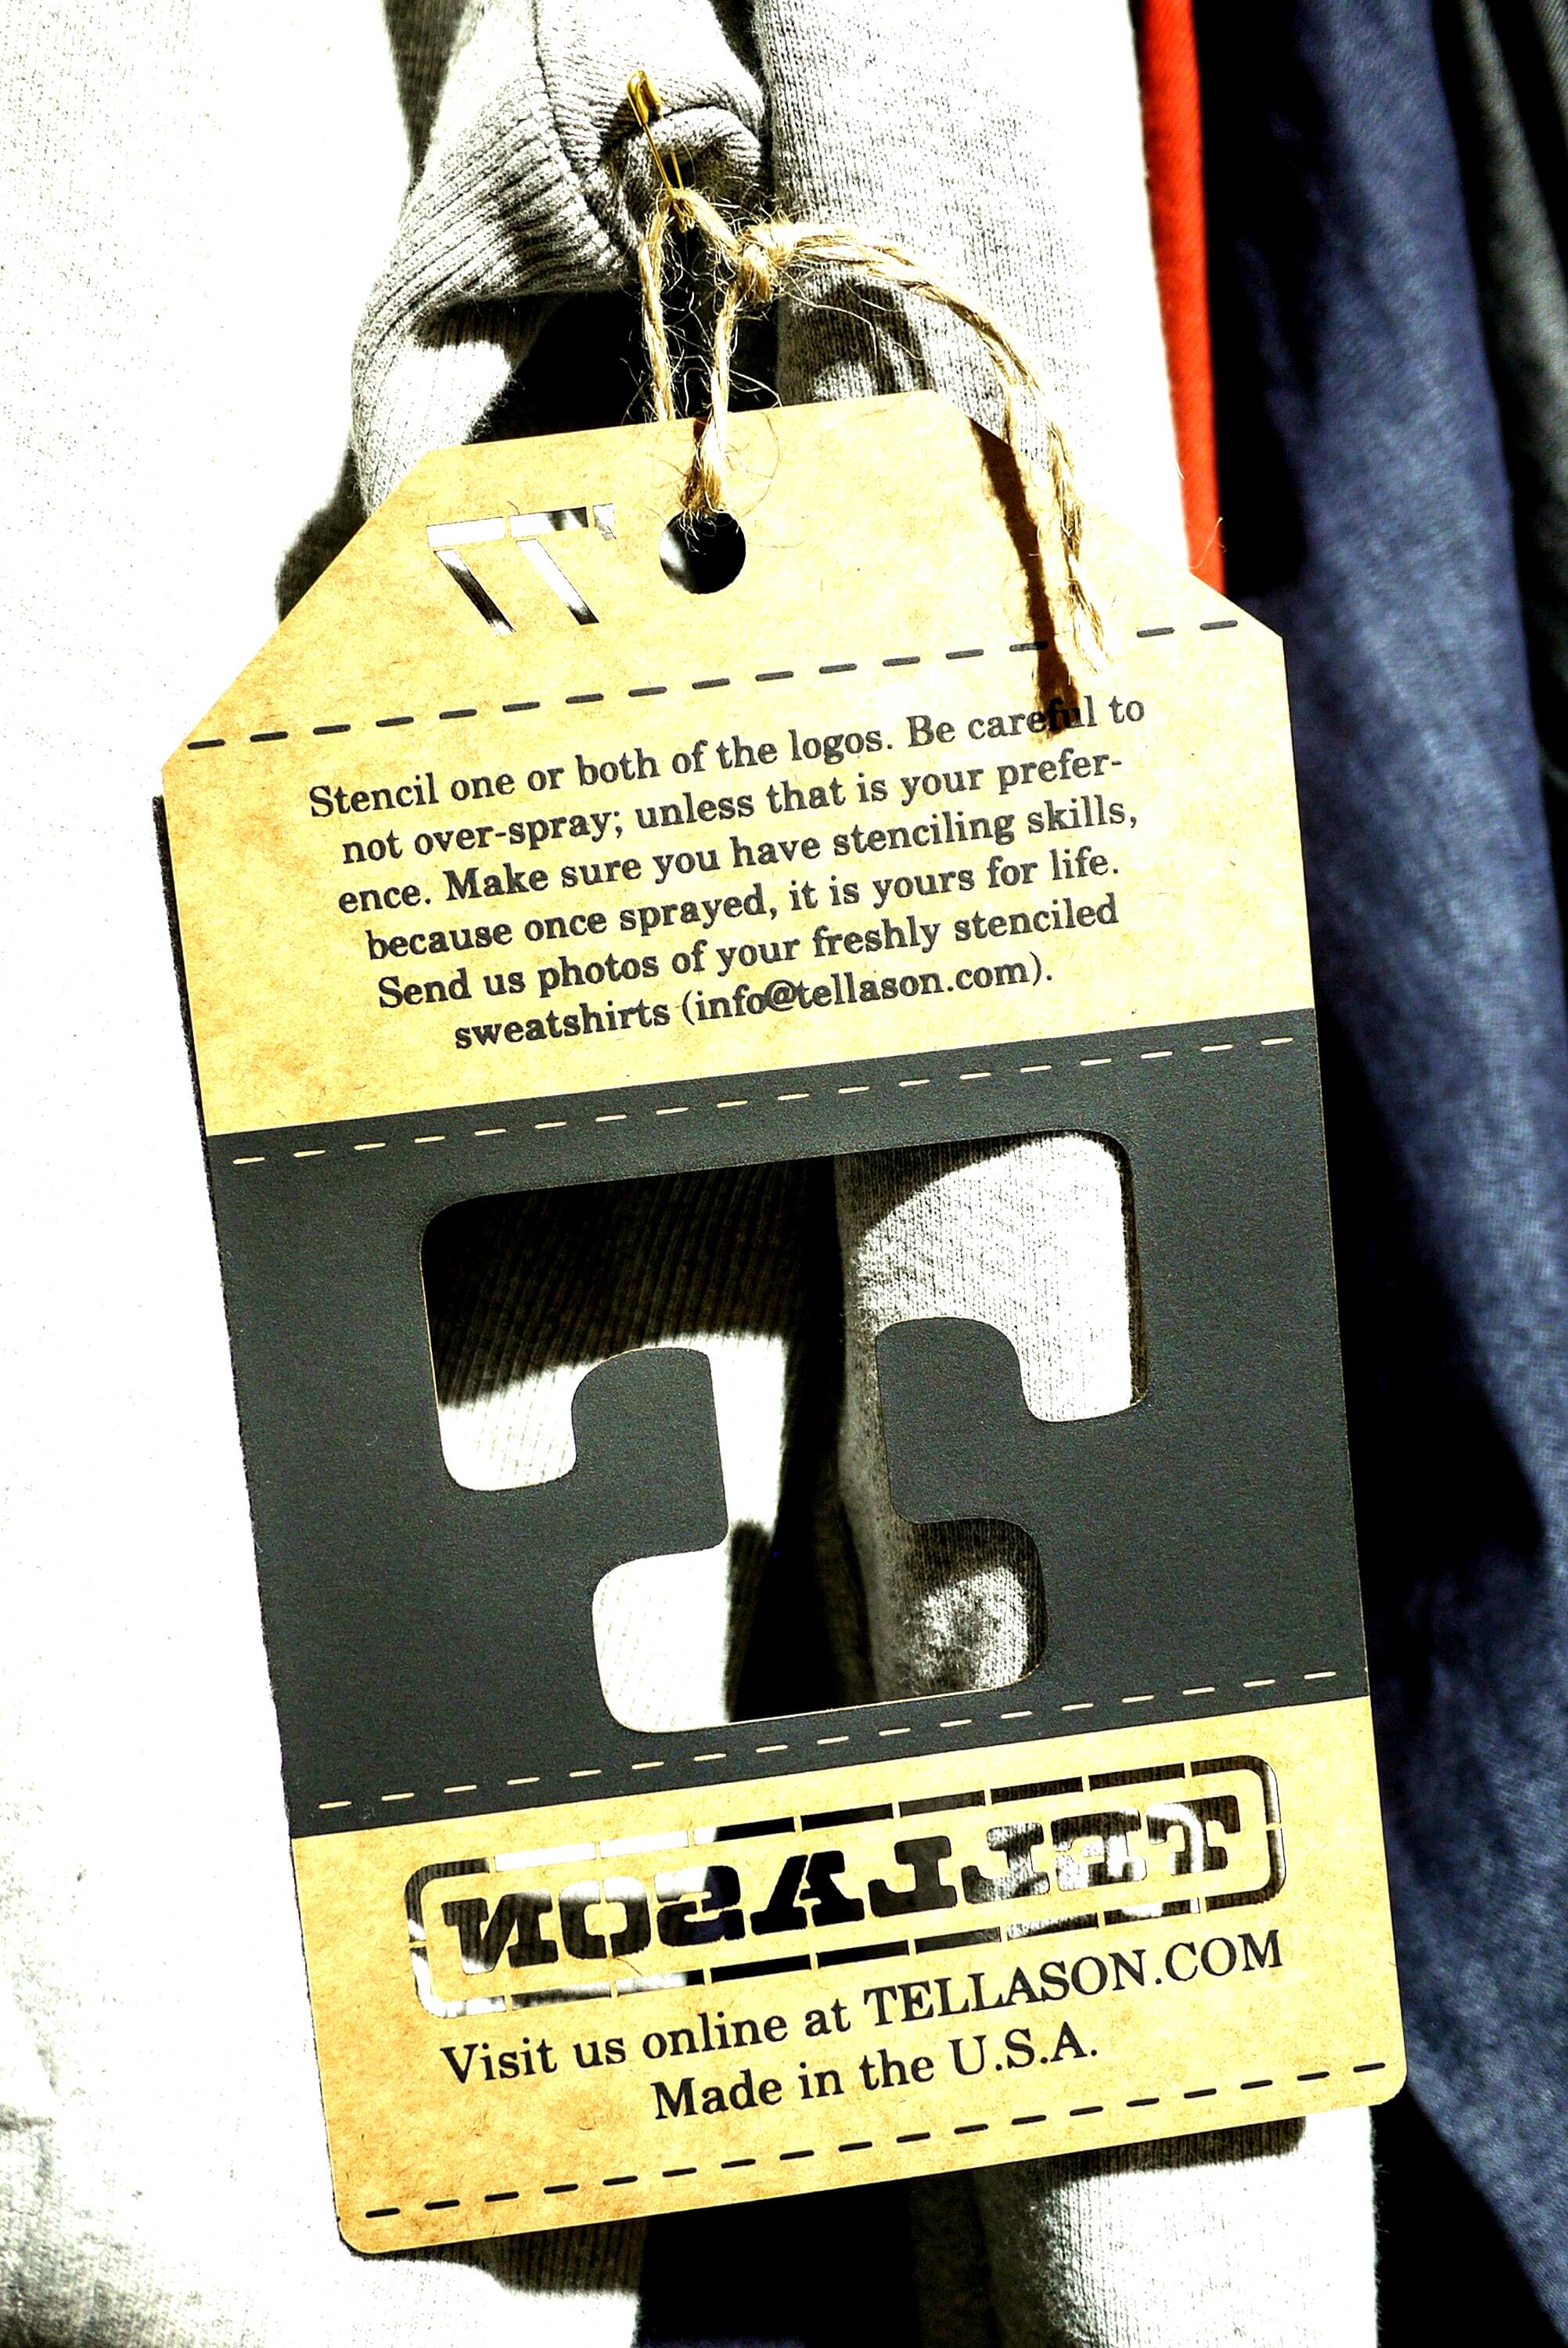 Stencil one or both of the logos. Be careful to
not over-spray; unless that is your prefer-
ence. Make sure you have stenciling skills,
because once sprayed, it is yours for life.
Send us photos of your freshly stenciled
sweatshirts (info@tellason.com).
T
TELLASON
Visit us online at TELLASON.COM
Made in the U.S.A.